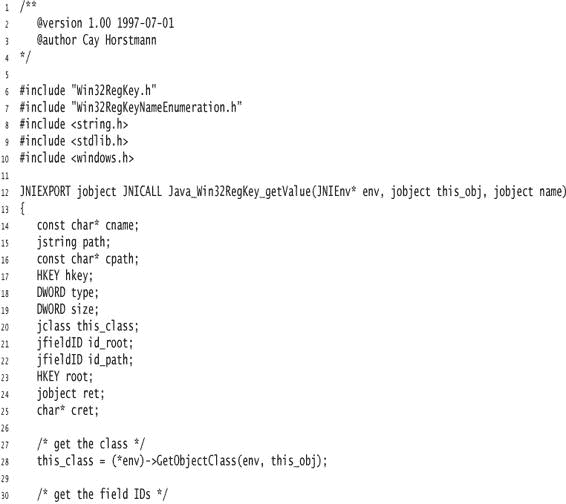 1 /**
2 @version 1.00 1997-07-01
3 @author Cay Horstmann
4 */
5
6 #include "Win32RegKey.h"
7 #include "Win32RegKeyNameEnumeration.h"
8 #include <string.h>
9 #include <stdlib.h>
10 #include <windows.h>
11
12 JNIEXPORT jobject JNICALL Java_Win32RegKey_getValue(JNIEnv* env, jobject this_obj, jobject name)
13 {
14 const char* cname;
15 jstring path;
16 const char* cpath;
17 HKEY hkey;
18 DWORD type;
19 DWORD size;
20 jclass this_class;
21 jfieldID id_root;
22 jfieldID id_path;
23 HKEY root;
24 jobject ret;
25 char* cret;
26
27 /* get the class */
28 this_class = (*env)->GetObjectClass(env, this_obj);
29
30 /* get the field IDs */